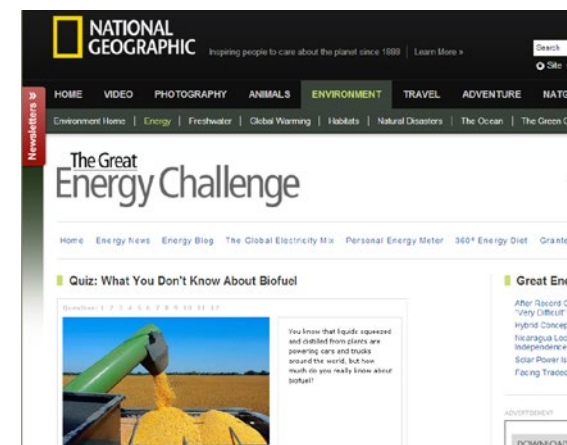 NATIONAL
GEOGRAPHIC
Inspiring people to care about the planet since 1888 | Learn More »
Search
Site
Newsletters »
HOME VIDEO PHOTOGRAPHY ANIMALS ENVIRONMENT TRAVEL ADVENTURE NATG
Environment Home | Energy | Freshwater | Global Warming | Habitats | Natural Disasters | The Ocean | The Green G
The Great
Energy Challenge
Home Energy News Energy Blog The Global Electricity Mix Personal Energy Meter 360° Energy Diet Grante
Quiz: What You Don't Know About Biofuel
Question: 1 2 3 4 5 6 7 8 9 10 11 12
You know that liquids squeezed
and distilled from plants are
powering cars and trucks
around the world, but how
much do you really know about
biofuel?
Great Ene
After Record
"Very Difficult"
Hybrid Concep
Nicaragua Loo
Independence
Solar Power Is
Facing Traded
ADVERTISEMENT
DOWNLOAD